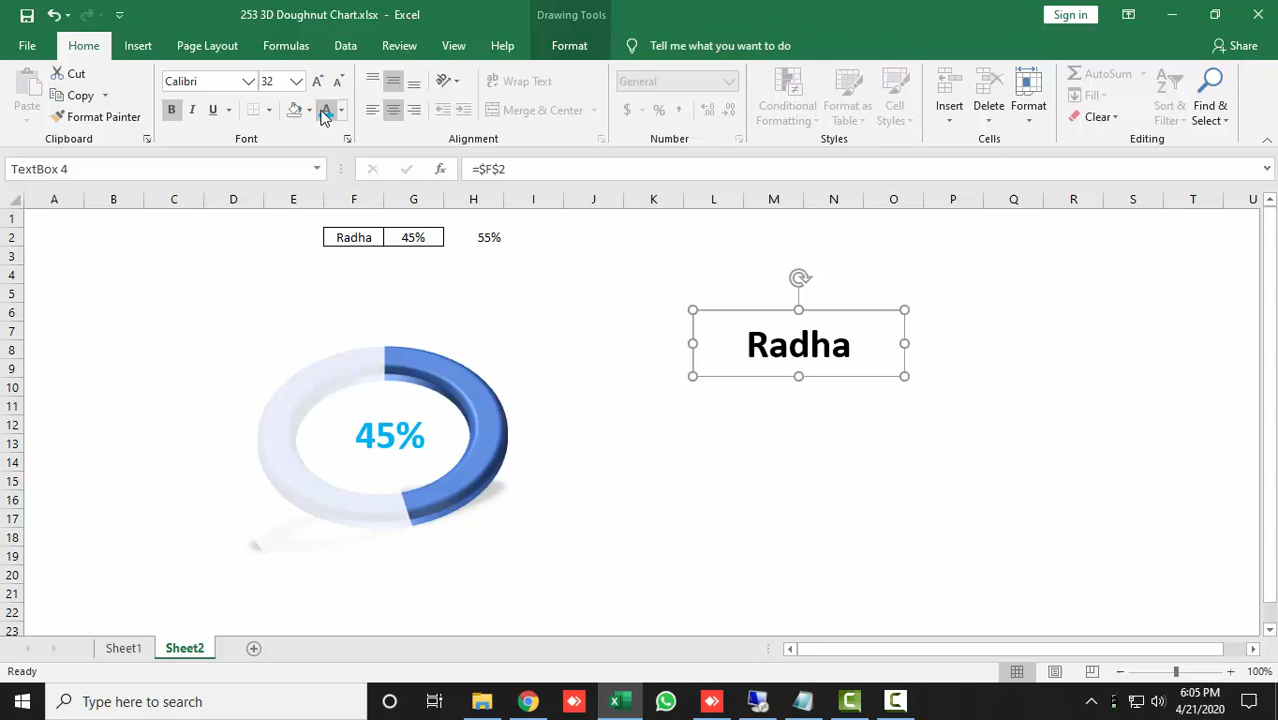 253 3D Doughnut Chart.xlsx - Excel
Drawing Tools
Sign in
File Home Insert Page Layout Formulas Data Review View Help Format Tell me what you want to do Share
Paste
Cut
Copy
Format Painter
Clipboard
Calibri 32
B I U
Font
Wrap Text
Merge & Center
Alignment
General
$ % ,
Number
Conditional Formatting
Format as Table
Cell Styles
Styles
Insert
Delete
Format
Cells
AutoSum
Fill
Clear
Sort & Filter
Find & Select
Editing
TextBox 4 fx =$F$2
A B C D E F G H I J K L M N O P Q R S T U
1
2 Radha 45% 55%
3
4
5
6
7
8 Radha
9
10
11
12
13 45%
14
15
16
17
18
19
20
21
22
23
Sheet1 Sheet2
Ready 100%
Type here to search
6:05 PM
4/21/2020